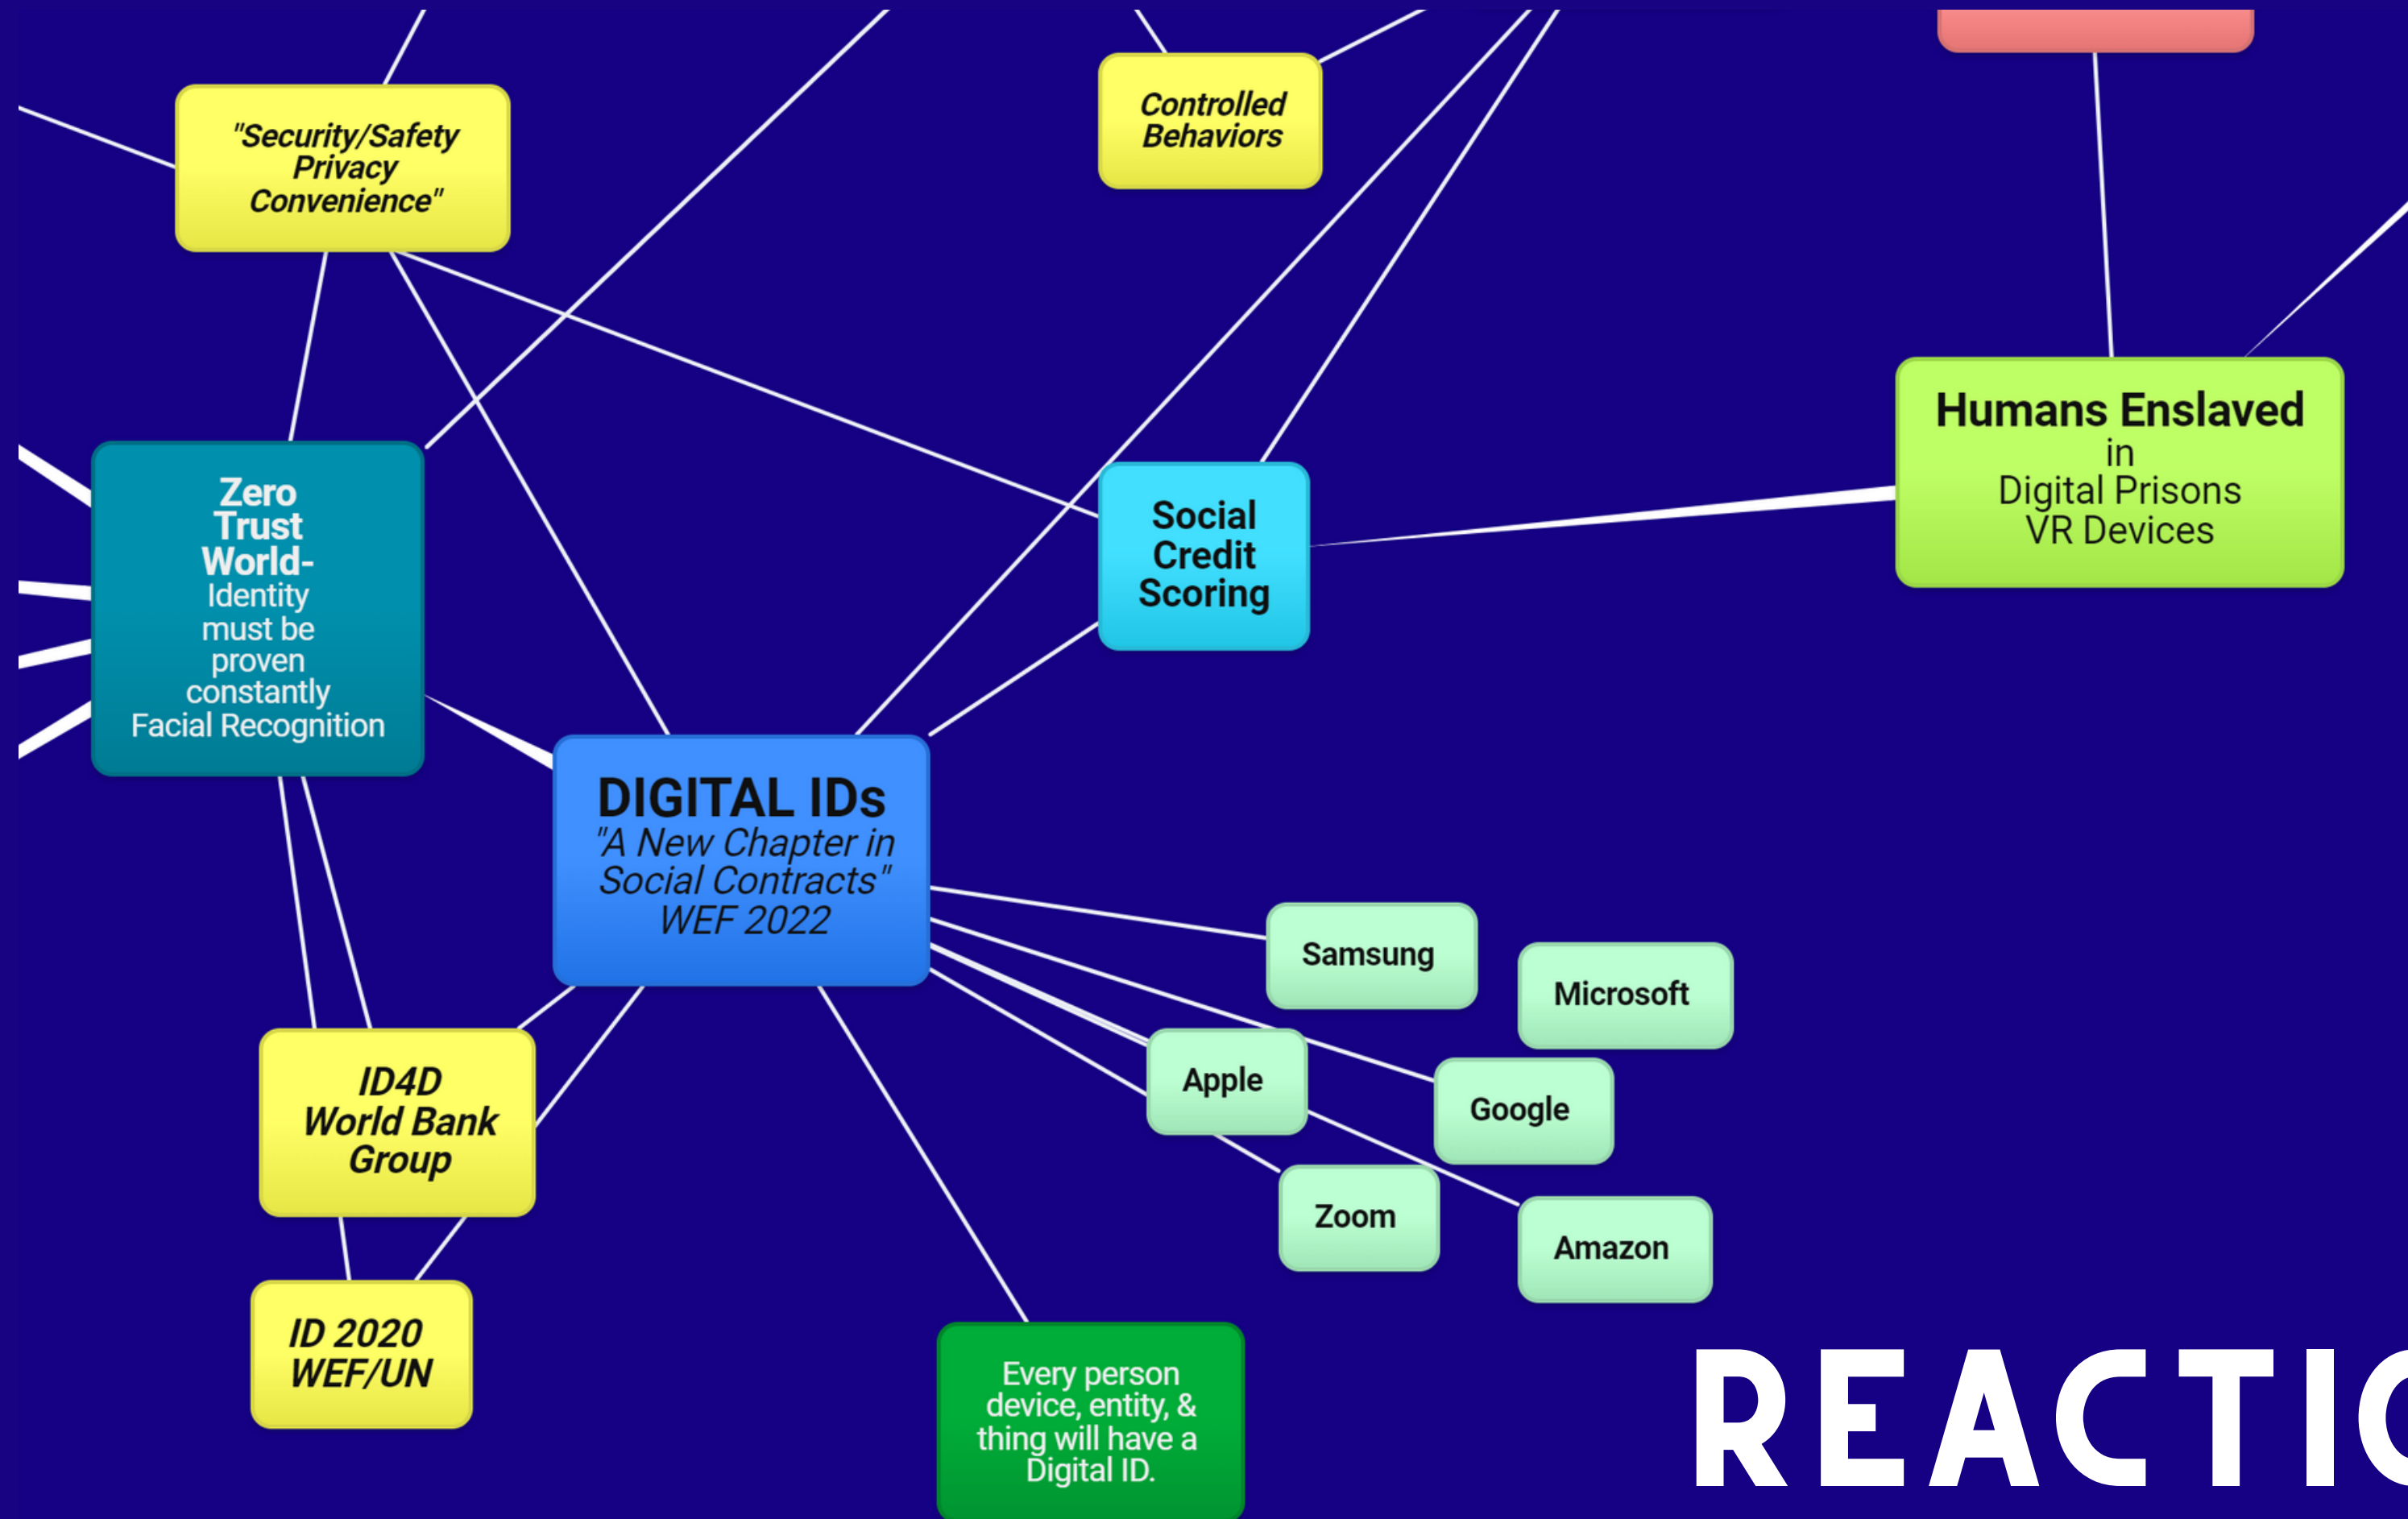 Controlled
Behaviors
"Security/Safety
Privacy
Convenience"
Humans Enslaved
in
Digital Prisons
VR Devices
Zero
Trust
World-
Identity
must be
proven
constantly
Facial Recognition
Social
Credit
Scoring
DIGITAL IDs
"A New Chapter in
Social Contracts"
WEF 2022
Samsung
Microsoft
Apple
Google
Zoom
Amazon
ID4D
World Bank
Group
ID 2020
WEF/UN
Every person
device, entity, &
thing will have a
Digital ID.
REACTIO